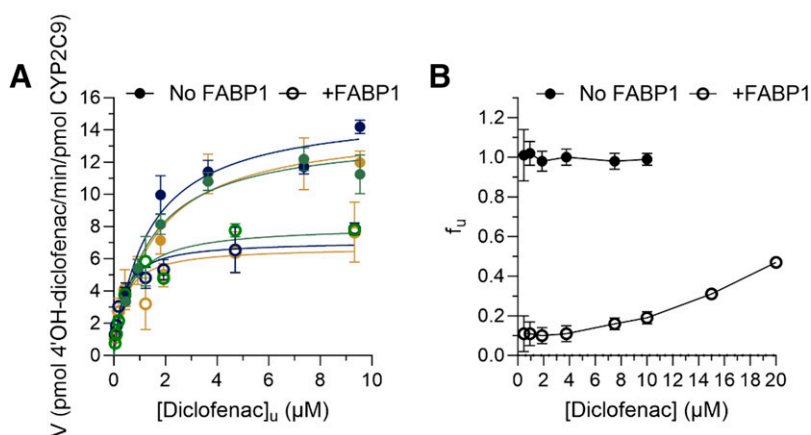 A
B
No FABP1
+FABP1
No FABP1
+FABP1
V (pmol 4'OH-diclofenac/min/pmol CYP2C9)
16
14
12
10
8
6
4
2
0
0 2 4 6 8 10
[Diclofenac]u (µM)
fu
1.2
1.0
0.8
0.6
0.4
0.2
0.0
0 2 4 6 8 10 12 14 16 18 20
[Diclofenac] (µM)